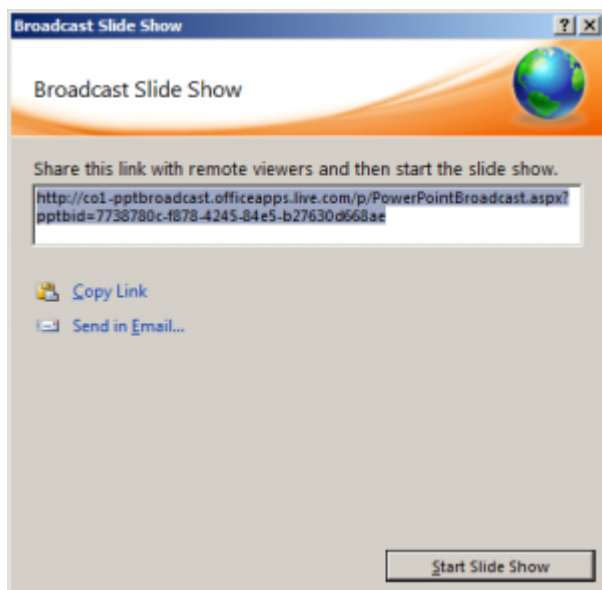 Broadcast Slide Show
Broadcast Slide Show
Share this link with remote viewers and then start the slide show.
http://co1-pptbroadcast.officeapps.live.com/p/PowerPointBroadcast.aspx?
pptbid=7738780c-f878-4245-84e5-b27630d668ae
Copy Link
Send in Email...
Start Slide Show